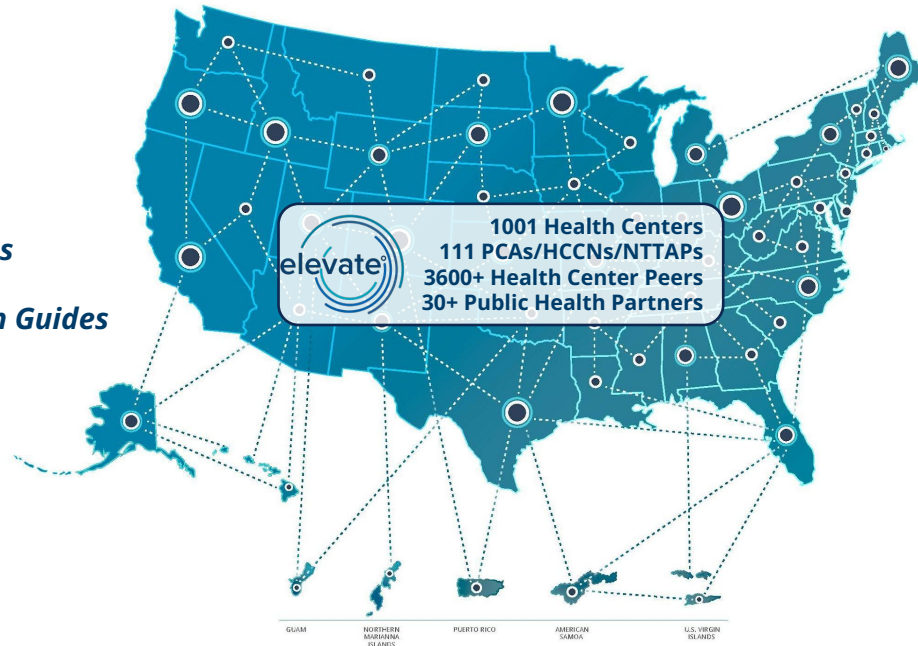 1001 Health Centers
111 PCAs/HCCNs/NTTAPs
elevate
3600+ Health Center Peers
30+ Public Health Partners
Guides
GUAM
NORTHERN
MARIANNA
ISLANDS
PUERTO RICO
AMERICAN
SAMOA
U.S. VIRGIN
ISLANDS